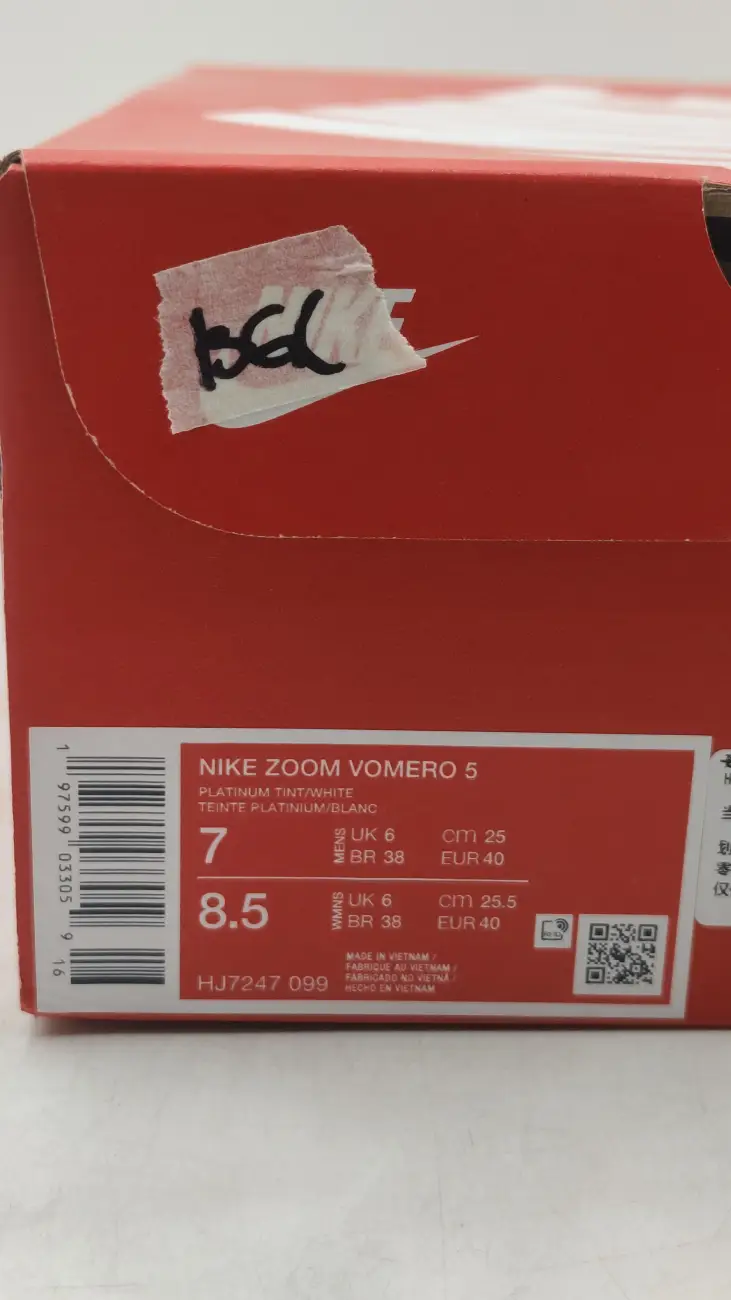 NIKE
NIKE ZOOM VOMERO 5
PLATINUM TINT/WHITE
TEINTE PLATINIUM/BLANC
7 MENS UK 6 cm 25
BR 38 EUR 40
8.5 WMNS UK 6 cm 25.5
BR 38 EUR 40
HJ7247 099
MADE IN VIETNAM /
FABRIQUE AU VIETNAM /
FABRICADO NO VIETNÃ /
HECHO EN VIETNAM
1 97599 03305 9 16